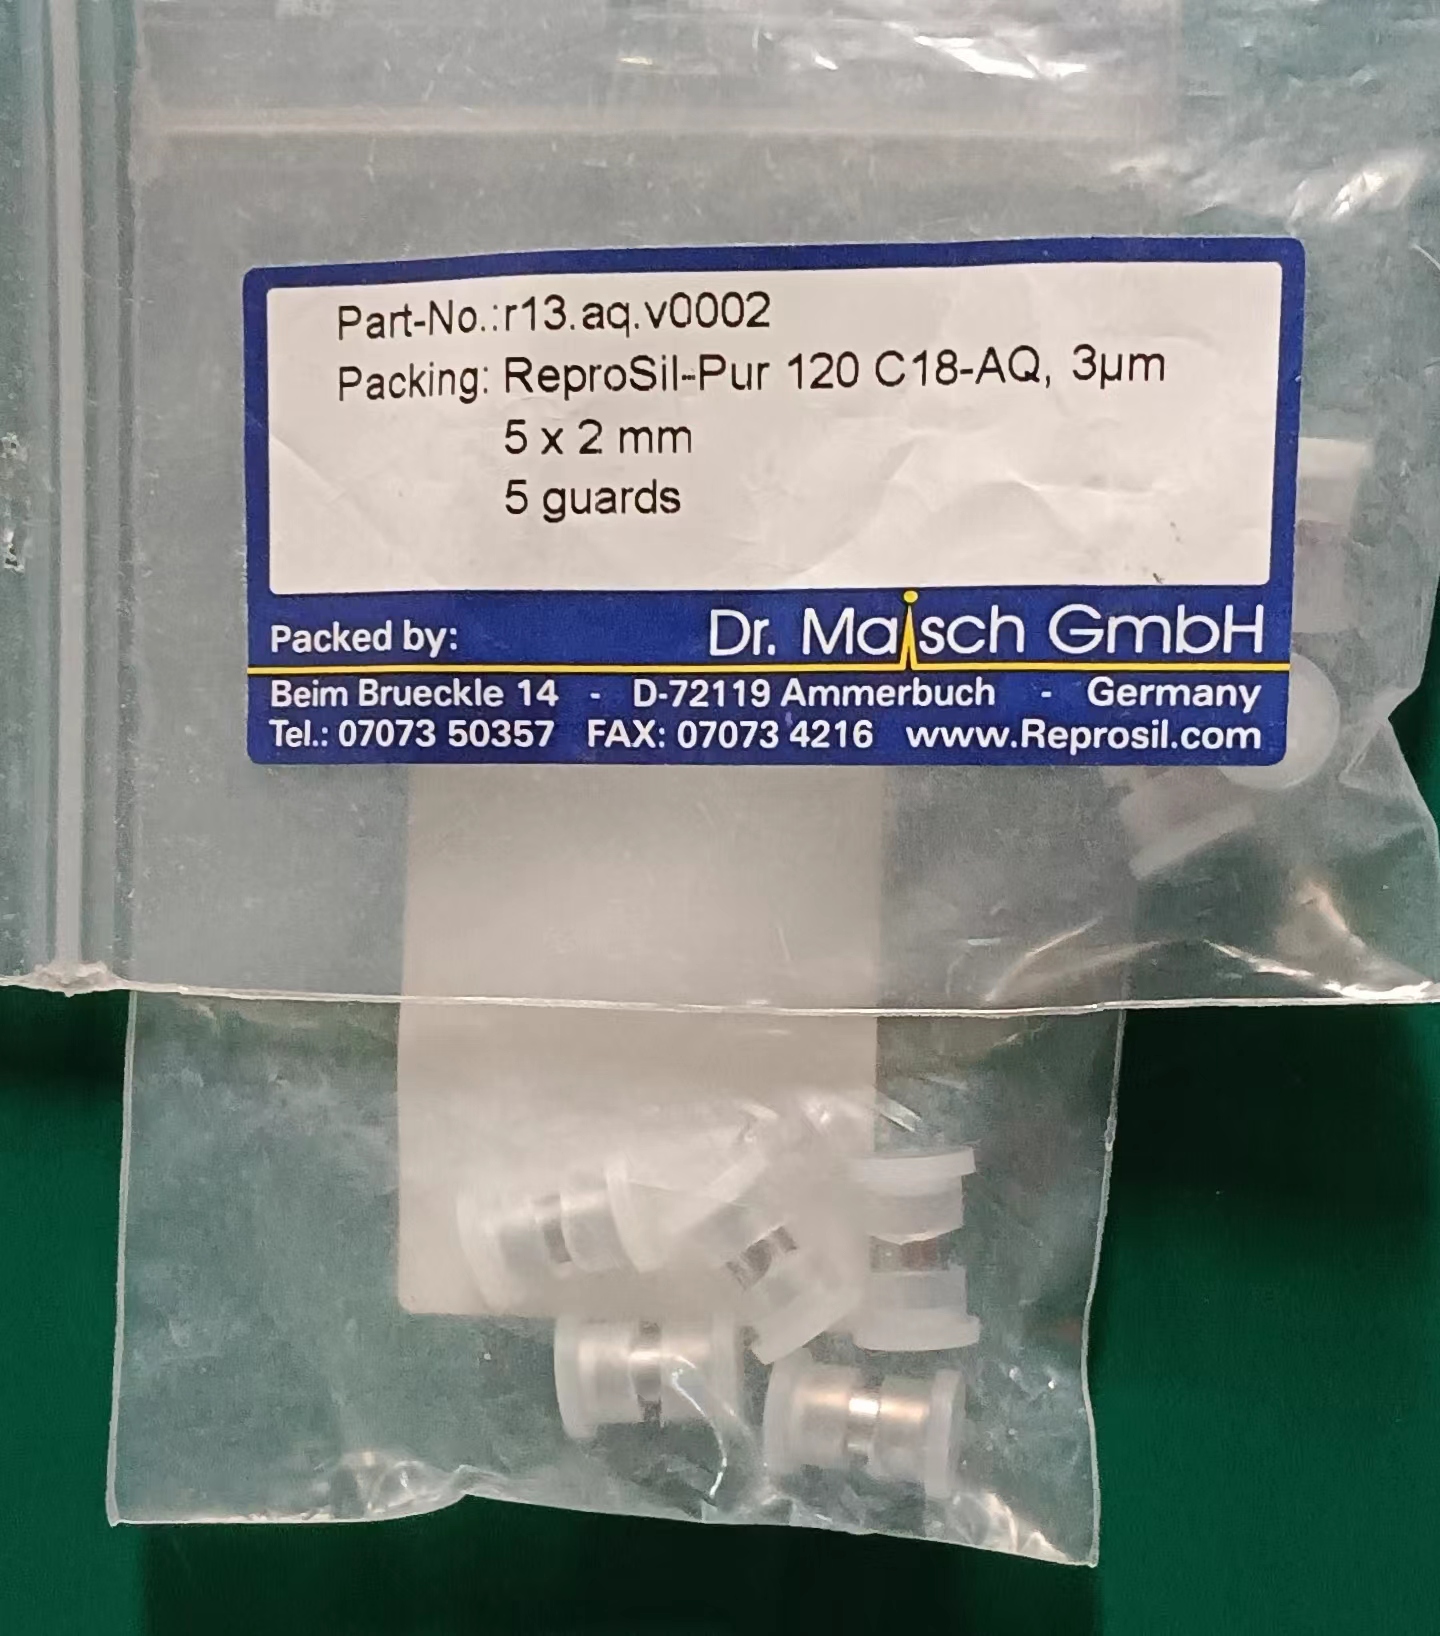 Part-No.:r13.aq.v0002
Packing: ReproSil-Pur 120 C18-AQ, 3µm
5 x 2 mm
5 guards
Packed by: Dr. Maisch GmbH
Beim Brueckle 14 - D-72119 Ammerbuch - Germany
Tel.: 07073 50357 FAX: 07073 4216 www.Reprosil.com